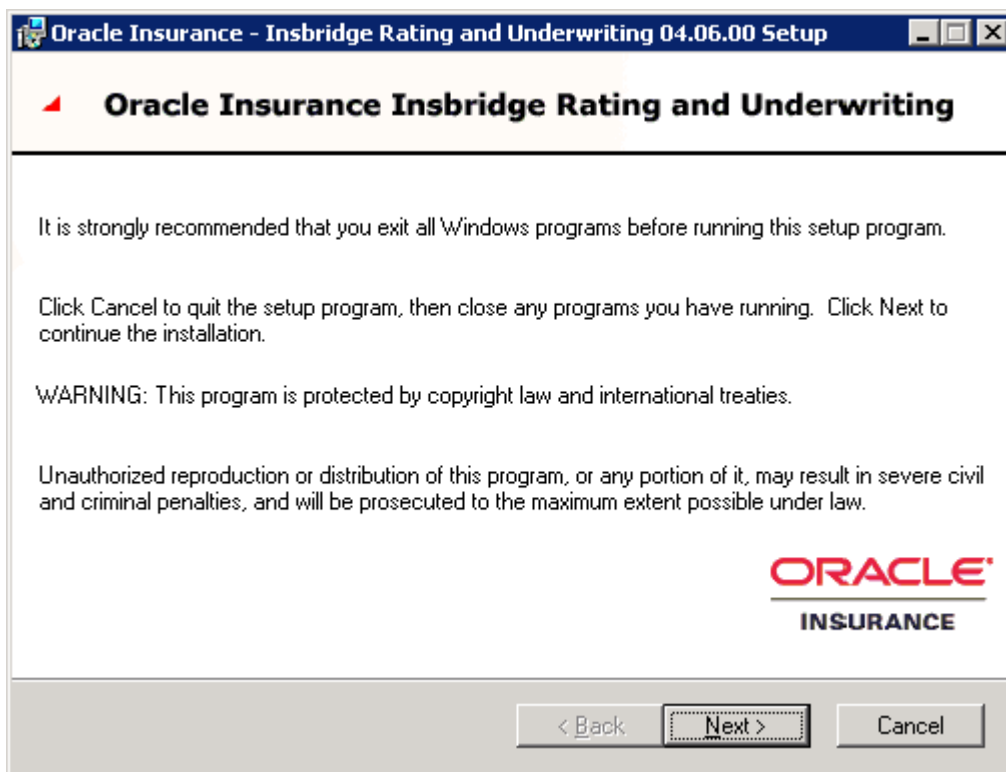 Oracle Insurance - Insbridge Rating and Underwriting 04.06.00 Setup
Oracle Insurance Insbridge Rating and Underwriting
It is strongly recommended that you exit all Windows programs before running this setup program.
Click Cancel to quit the setup program, then close any programs you have running.  Click Next to
continue the installation.
WARNING: This program is protected by copyright law and international treaties.
Unauthorized reproduction or distribution of this program, or any portion of it, may result in severe civil
and criminal penalties, and will be prosecuted to the maximum extent possible under law.
ORACLE
INSURANCE
< Back Next > Cancel